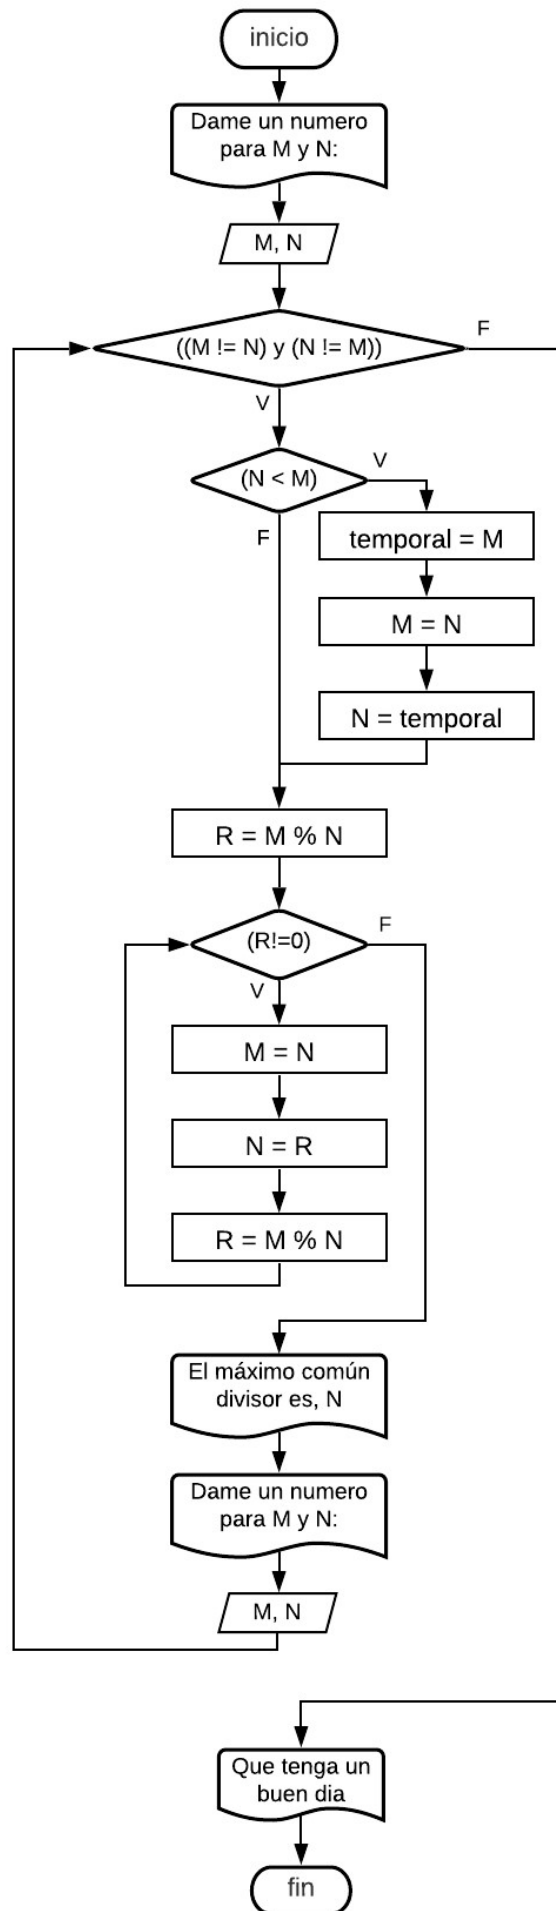 inicio
Dame un numero
para M y N:
M, N
((M != N) y (N != M))
F
V
(N < M)
V
F
temporal = M
M = N
N = temporal
R = M % N
(R!=0)
F
V
M = N
N = R
R = M % N
El máximo común
divisor es, N
Dame un numero
para M y N:
M, N
Que tenga un
buen dia
fin